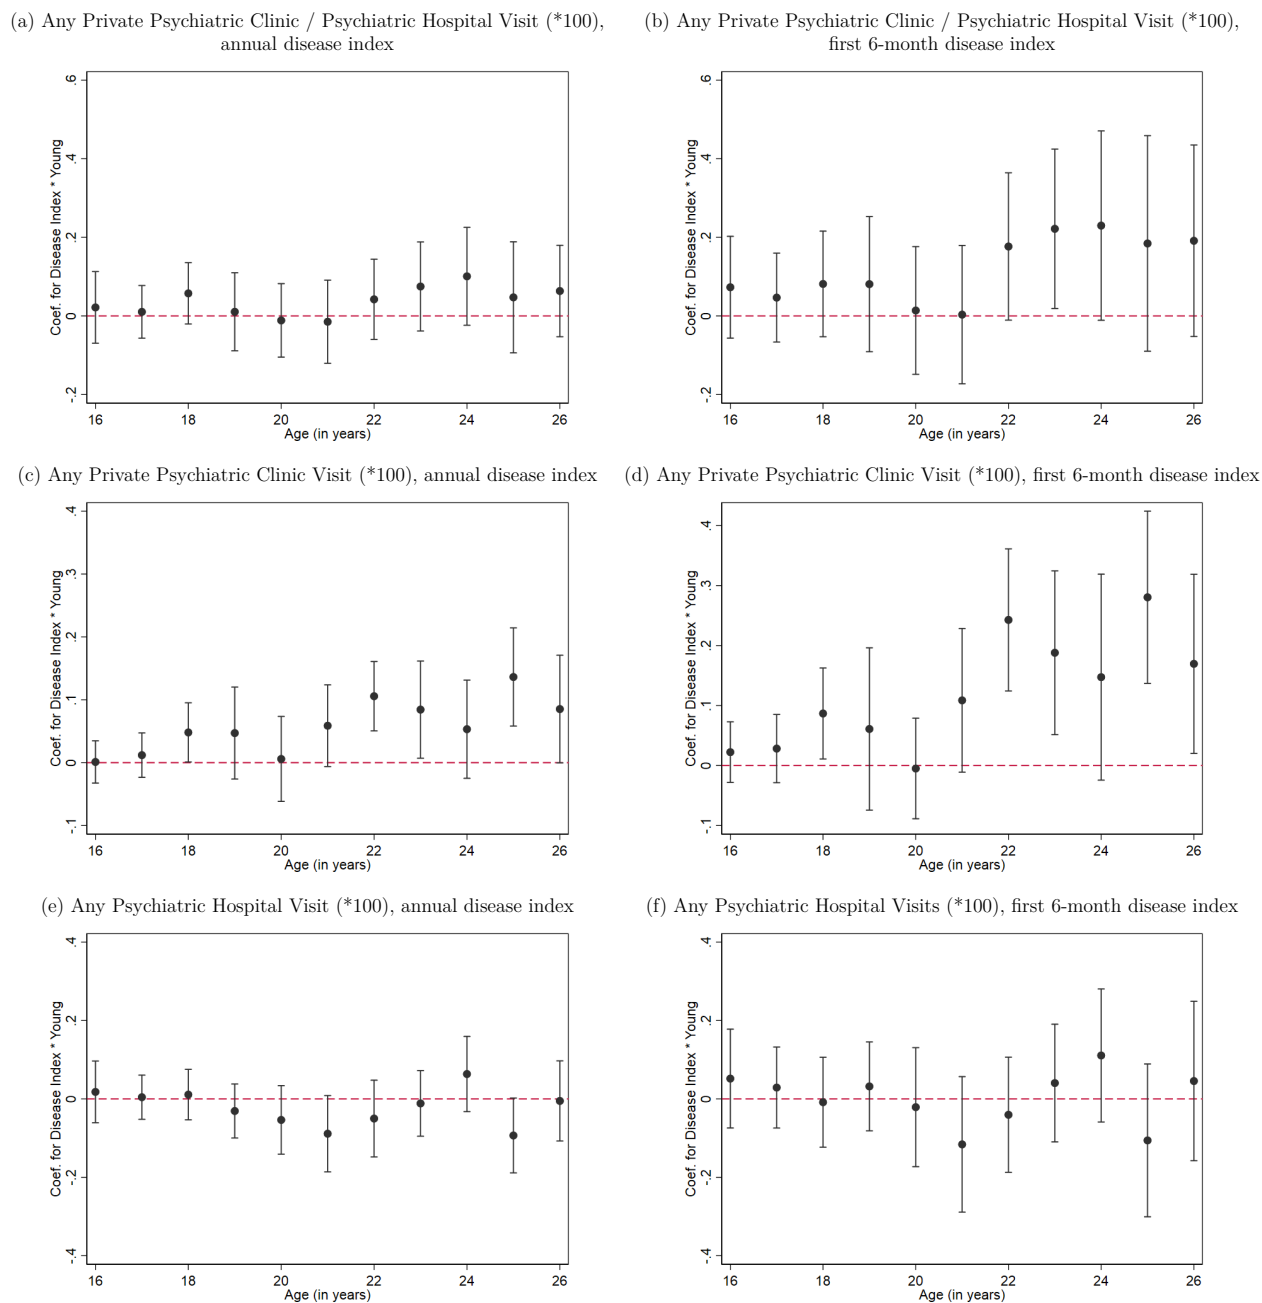 (a) Any Private Psychiatric Clinic / Psychiatric Hospital Visit (*100),
annual disease index
Coef. for Disease Index * Young
.6
.4
.2
0
-.2
16 18 20 22 24 26
Age (in years)
(b) Any Private Psychiatric Clinic / Psychiatric Hospital Visit (*100),
first 6-month disease index
Coef. for Disease Index * Young
.6
.4
.2
0
-.2
16 18 20 22 24 26
Age (in years)
(c) Any Private Psychiatric Clinic Visit (*100), annual disease index
Coef. for Disease Index * Young
.4
.3
.2
.1
0
-.1
16 18 20 22 24 26
Age (in years)
(d) Any Private Psychiatric Clinic Visit (*100), first 6-month disease index
Coef. for Disease Index * Young
.4
.3
.2
.1
0
-.1
16 18 20 22 24 26
Age (in years)
(e) Any Psychiatric Hospital Visit (*100), annual disease index
Coef. for Disease Index * Young
.4
.2
0
-.2
-.4
16 18 20 22 24 26
Age (in years)
(f) Any Psychiatric Hospital Visits (*100), first 6-month disease index
Coef. for Disease Index * Young
.4
.2
0
-.2
-.4
16 18 20 22 24 26
Age (in years)